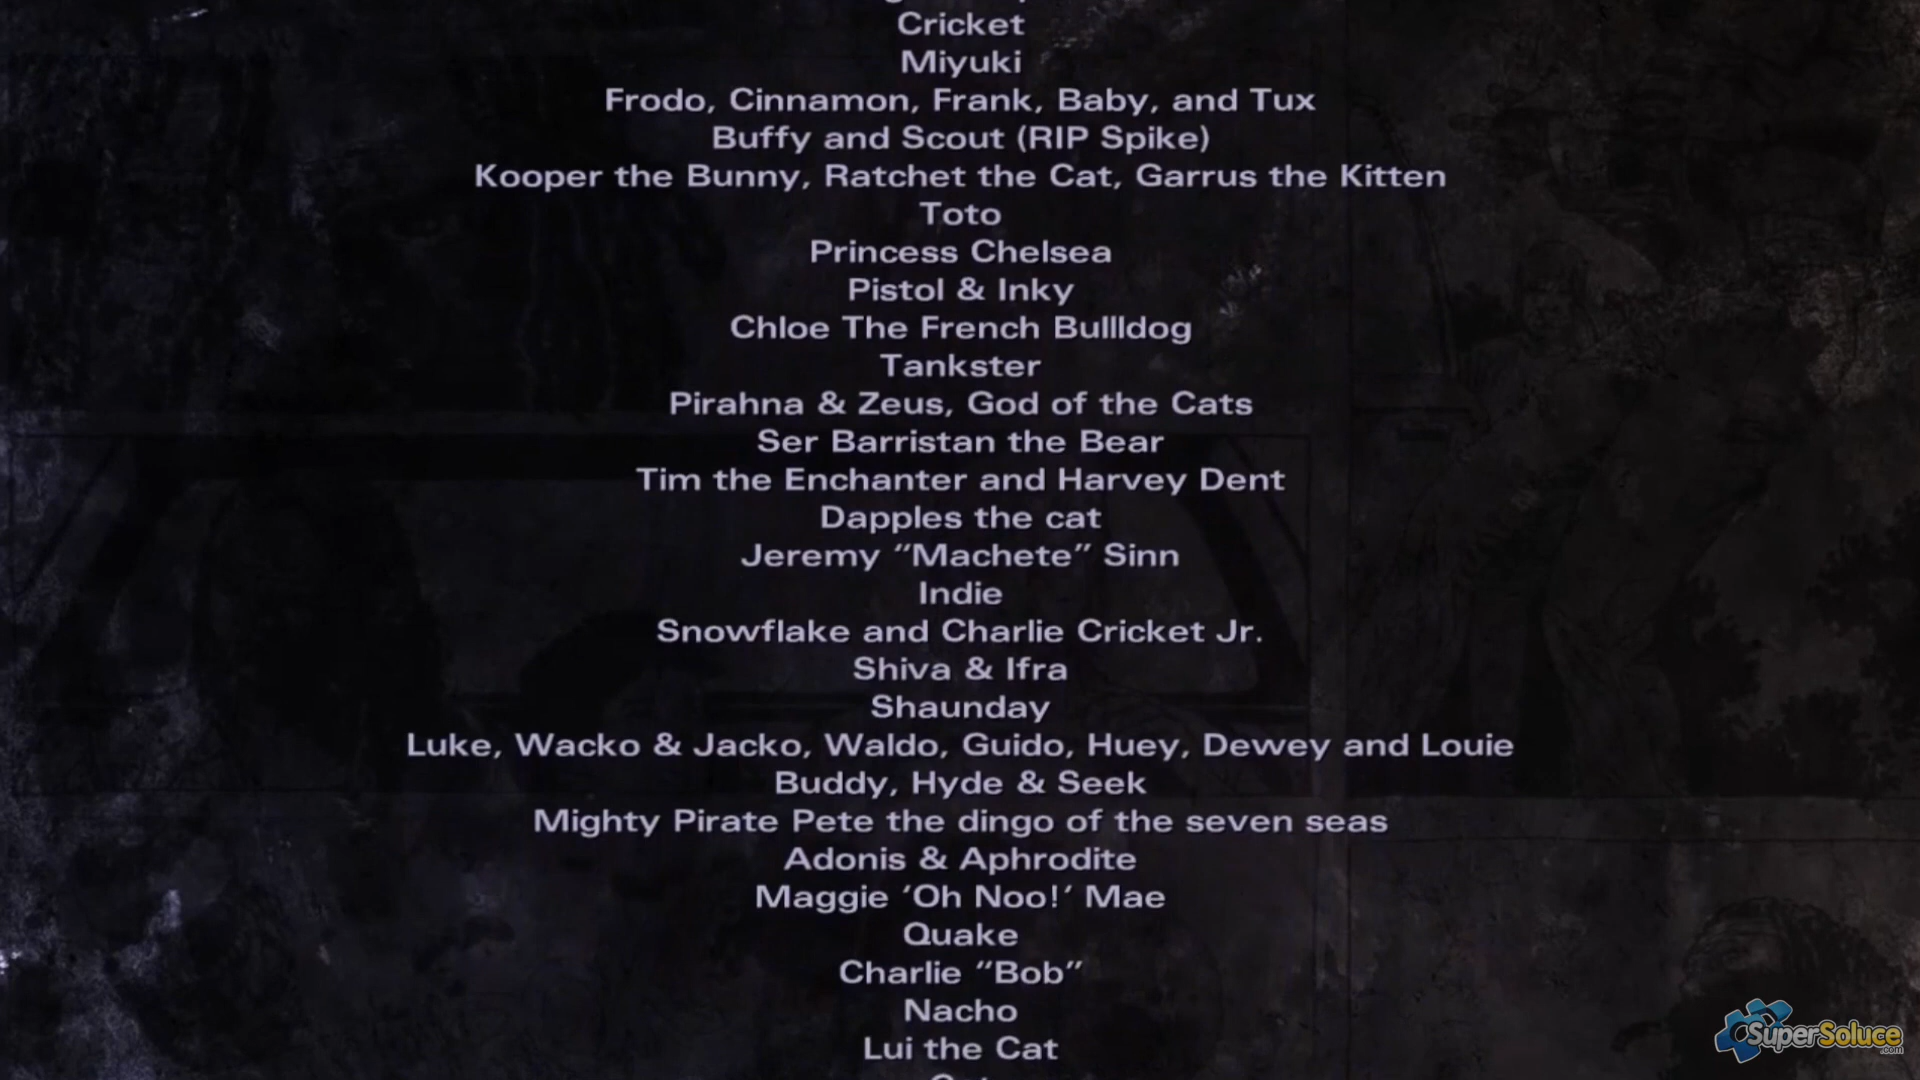 Cricket
Miyuki
Frodo, Cinnamon, Frank, Baby, and Tux
Buffy and Scout (RIP Spike)
Kooper the Bunny, Ratchet the Cat, Garrus the Kitten
Toto
Princess Chelsea
Pistol & Inky
Chloe The French Bullldog
Tankster
Pirahna & Zeus, God of the Cats
Ser Barristan the Bear
Tim the Enchanter and Harvey Dent
Dapples the cat
Jeremy “Machete” Sinn
Indie
Snowflake and Charlie Cricket Jr.
Shiva & Ifra
Shaunday
Luke, Wacko & Jacko, Waldo, Guido, Huey, Dewey and Louie
Buddy, Hyde & Seek
Mighty Pirate Pete the dingo of the seven seas
Adonis & Aphrodite
Maggie ‘Oh Noo!’ Mae
Quake
Charlie “Bob”
Nacho
Lui the Cat
SuperSoluce
.com